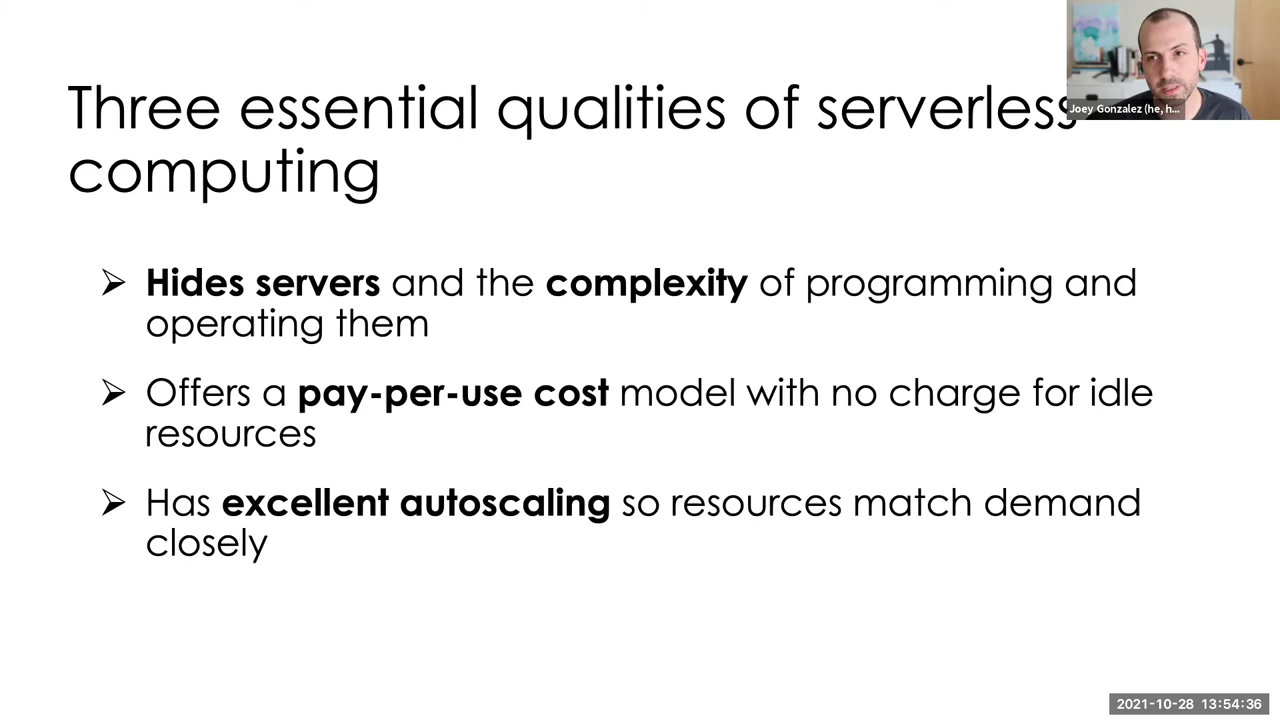 Three essential qualities of serverless
computing
Joey Gonzalez (he, h...
➢ Hides servers and the complexity of programming and
operating them
➢ Offers a pay-per-use cost model with no charge for idle
resources
➢ Has excellent autoscaling so resources match demand
closely
2021-10-28 13:54:36